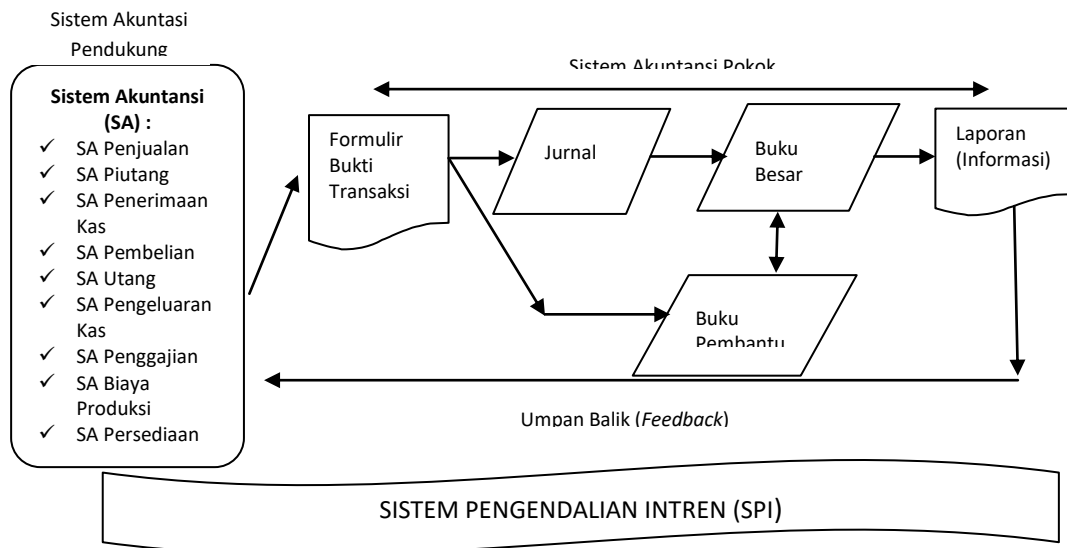 Sistem Akuntasi
Pendukung
Sistem Akuntansi
(SA) :
✓ SA Penjualan
✓ SA Piutang
✓ SA Penerimaan
Kas
✓ SA Pembelian
✓ SA Utang
✓ SA Pengeluaran
Kas
✓ SA Penggajian
✓ SA Biaya
Produksi
✓ SA Persediaan
Sistem Akuntansi Pokok
Formulir
Bukti
Transaksi
Jurnal
Buku
Besar
Laporan
(Informasi)
Buku
Pembantu
Umpan Balik (Feedback)
SISTEM PENGENDALIAN INTREN (SPI)